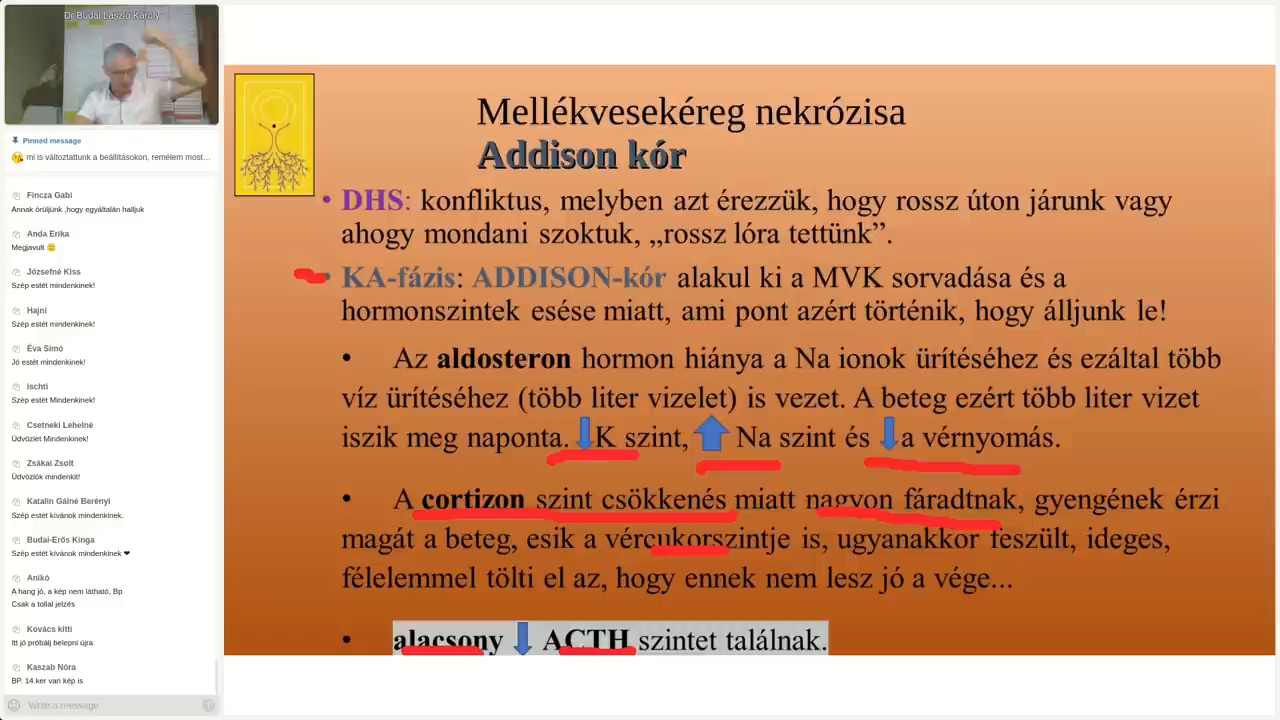 Dr Budai László Károly
Pinned message
mi is változtattunk a beállításokon, remélem most…
Fincza Gabi
Annak örüljünk ,hogy egyáltalán halljuk
Anda Erika
Megjavult
Józsefné Kiss
Szép estét mindenkinek!
Hajni
Szép estét mindenkinek!
Éva Simó
Jó estét mindenkinek!
ischti
Szép estét Mindenkinek!
Csetneki Lehelné
Üdvözlet Mindenkinek!
Zsákai Zsolt
Üdvözlök mindenkit!
Katalin Gálné Berényi
Szép estét kívánok mindenkinek.
Budai-Erős Kinga
Szép estét kívánok mindenkinek ❤
Anikó
A hang jó, a kép nem látható, Bp
Csak a tollal jelzés
Kovács kitti
Itt jó próbálj belepni újra
Kaszab Nóra
BP. 14.ker van kép is
Write a message
Mellékvesekéreg nekrózisa
Addison kór
• DHS: konfliktus, melyben azt érezzük, hogy rossz úton járunk vagy
ahogy mondani szoktuk, „rossz lóra tettünk”.
• KA-fázis: ADDISON-kór alakul ki a MVK sorvadása és a
hormonszintek esése miatt, ami pont azért történik, hogy álljunk le!
• Az aldosteron hormon hiánya a Na ionok ürítéséhez és ezáltal több
víz ürítéséhez (több liter vizelet) is vezet. A beteg ezért több liter vizet
iszik meg naponta. K szint, Na szint és a vérnyomás.
• A cortizon szint csökkenés miatt nagyon fáradtnak, gyengének érzi
magát a beteg, esik a vércukorszintje is, ugyanakkor feszült, ideges,
félelemmel tölti el az, hogy ennek nem lesz jó a vége...
• alacsony ACTH szintet találnak.